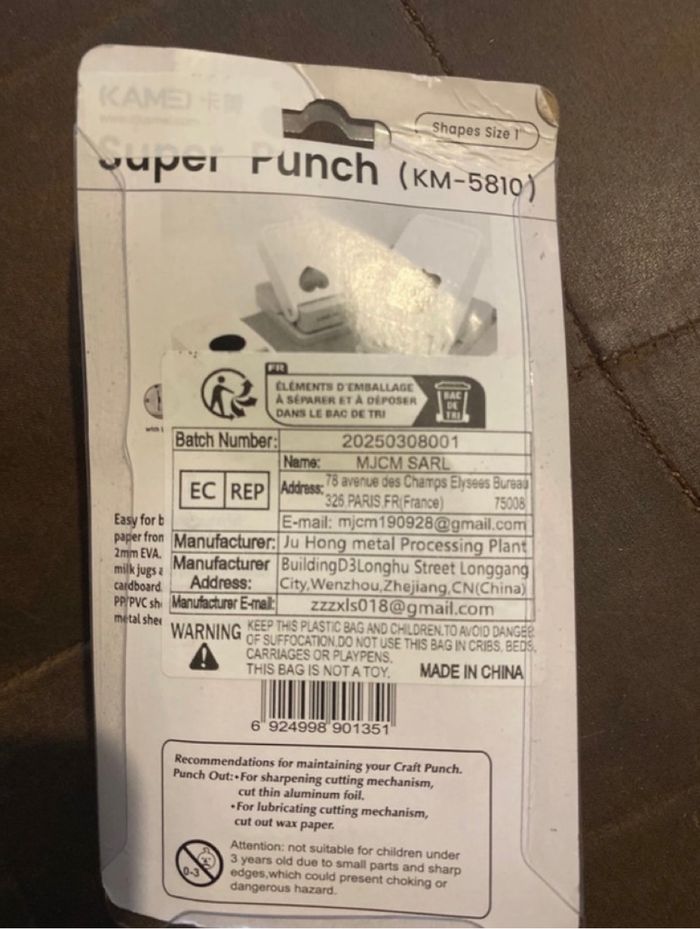 KAMEI 卡美
Shapes Size 1"
Super Punch (KM-5810)
FR
ÉLÉMENTS D'EMBALLAGE
À SÉPARER ET À DÉPOSER
DANS LE BAC DE TRI
BAC
DE
TRI
Batch Number: 20250308001
EC REP
Name: MJCM SARL
Address: 78 avenue des Champs Elysees Bureau
326,PARIS,FR(France) 75008
E-mail: mjcm190928@gmail.com
Manufacturer: Ju Hong metal Processing Plant
Manufacturer Address: BuildingD3Longhu Street Longgang
City,Wenzhou,Zhejiang,CN(China)
Manufacturer E-mail: zzzxls018@gmail.com
Easy for b
paper from
2mm EVA.
milk jugs a
cardboard
PP/PVC sh
metal shee
WARNING KEEP THIS PLASTIC BAG AND CHILDREN.TO AVOID DANGE
OF SUFFOCATION.DO NOT USE THIS BAG IN CRIBS, BEDS,
CARRIAGES OR PLAYPENS.
THIS BAG IS NOT A TOY. MADE IN CHINA
6 924998 901351
Recommendations for maintaining your Craft Punch.
Punch Out:•For sharpening cutting mechanism,
cut thin aluminum foil.
•For lubricating cutting mechanism,
cut out wax paper.
0-3
Attention: not suitable for children under
3 years old due to small parts and sharp
edges,which could present choking or
dangerous hazard.